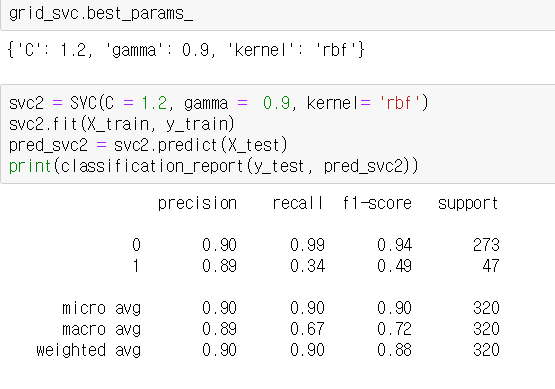 grid_svc.best_params_
{'C': 1.2, 'gamma': 0.9, 'kernel': 'rbf'}
svc2 = SVC(C = 1.2, gamma =  0.9, kernel= 'rbf')
svc2.fit(X_train, y_train)
pred_svc2 = svc2.predict(X_test)
print(classification_report(y_test, pred_svc2))
precision recall f1-score support
0 0.90 0.99 0.94 273
1 0.89 0.34 0.49 47
micro avg 0.90 0.90 0.90 320
macro avg 0.89 0.67 0.72 320
weighted avg 0.90 0.90 0.88 320